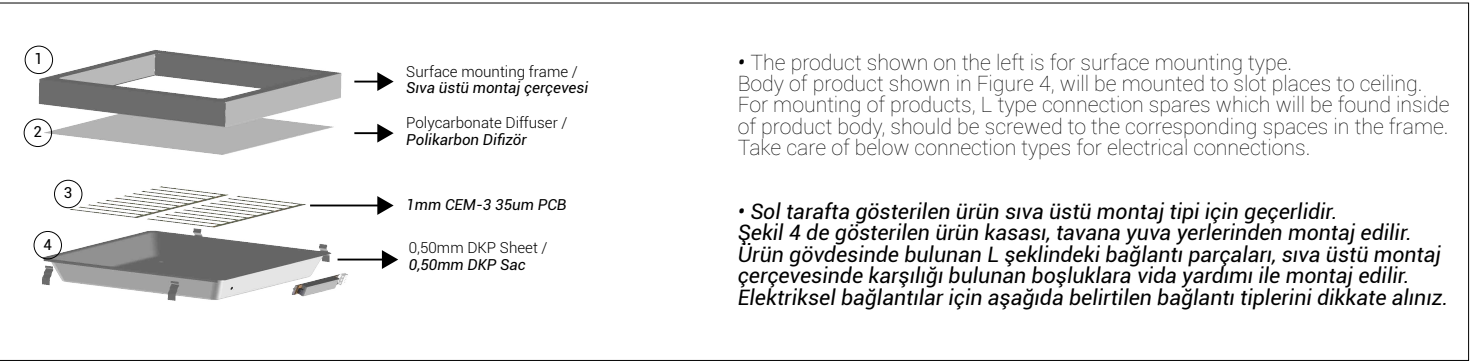 1
Surface mounting frame /
Sıva üstü montaj çerçevesi
2
Polycarbonate Diffuser /
Polikarbon Difizör
3
1mm CEM-3 35um PCB
4
0,50mm DKP Sheet /
0,50mm DKP Sac
• The product shown on the left is for surface mounting type.
Body of product shown in Figure 4, will be mounted to slot places to ceiling.
For mounting of products, L type connection spares which will be found inside
of product body, should be screwed to the corresponding spaces in the frame.
Take care of below connection types for electrical connections.
• Sol tarafta gösterilen ürün sıva üstü montaj tipi için geçerlidir.
Şekil 4 de gösterilen ürün kasası, tavana yuva yerlerinden montaj edilir.
Ürün gövdesinde bulunan L şeklindeki bağlantı parçaları, sıva üstü montaj
çerçevesinde karşılığı bulunan boşluklara vida yardımı ile montaj edilir.
Elektriksel bağlantılar için aşağıda belirtilen bağlantı tiplerini dikkate alınız.